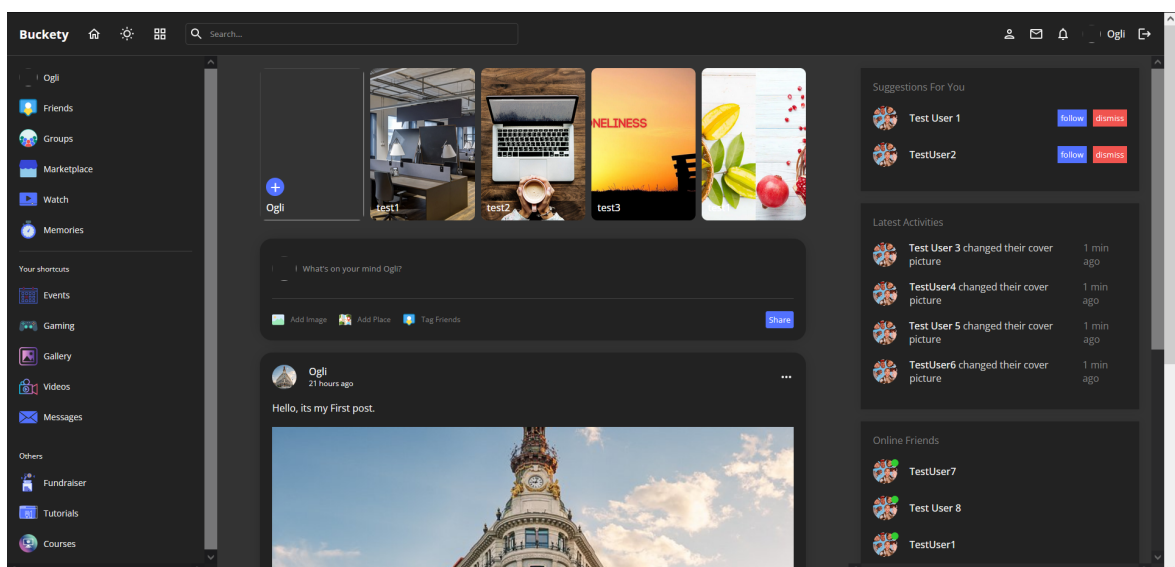 Buckety
Search...
Ogli
Ogli
Friends
Groups
Marketplace
Watch
Memories
Your shortcuts
Events
Gaming
Gallery
Videos
Messages
Others
Fundraiser
Tutorials
Courses
Ogli
test1
test2
NELINESS
test3
What's on your mind Ogli?
Add Image
Add Place
Tag Friends
Share
Ogli
21 hours ago
Hello, its my First post.
Suggestions For You
Test User 1
follow
dismiss
TestUser2
follow
dismiss
Latest Activities
Test User 3 changed their cover
picture
1 min
ago
TestUser4 changed their cover
picture
1 min
ago
Test User 5 changed their cover
picture
1 min
ago
TestUser6 changed their cover
picture
1 min
ago
Online Friends
TestUser7
Test User 8
TestUser1